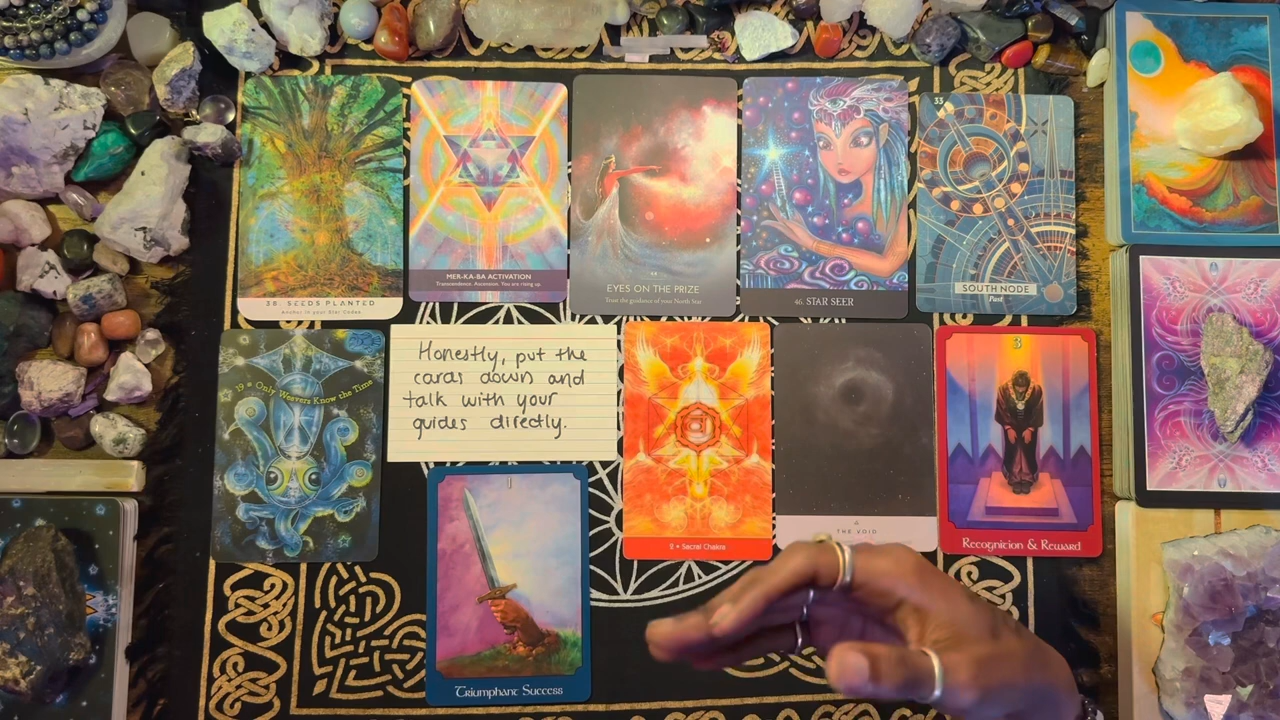 38. SEEDS PLANTED
Anchor in your Star Codes.
MER-KA-BA ACTIVATION
Transcendence. Ascension. You are rising up.
44
EYES ON THE PRIZE
Trust the guidance of your North Star
46. STAR SEER
33
SOUTH NODE
Past
19 • Only Weavers Know the Time
Honestly, put the
cards down and
talk with your
guides directly.
1
Triumphant Success
2 • Sacral Chakra
THE VOID
3
Recognition & Reward